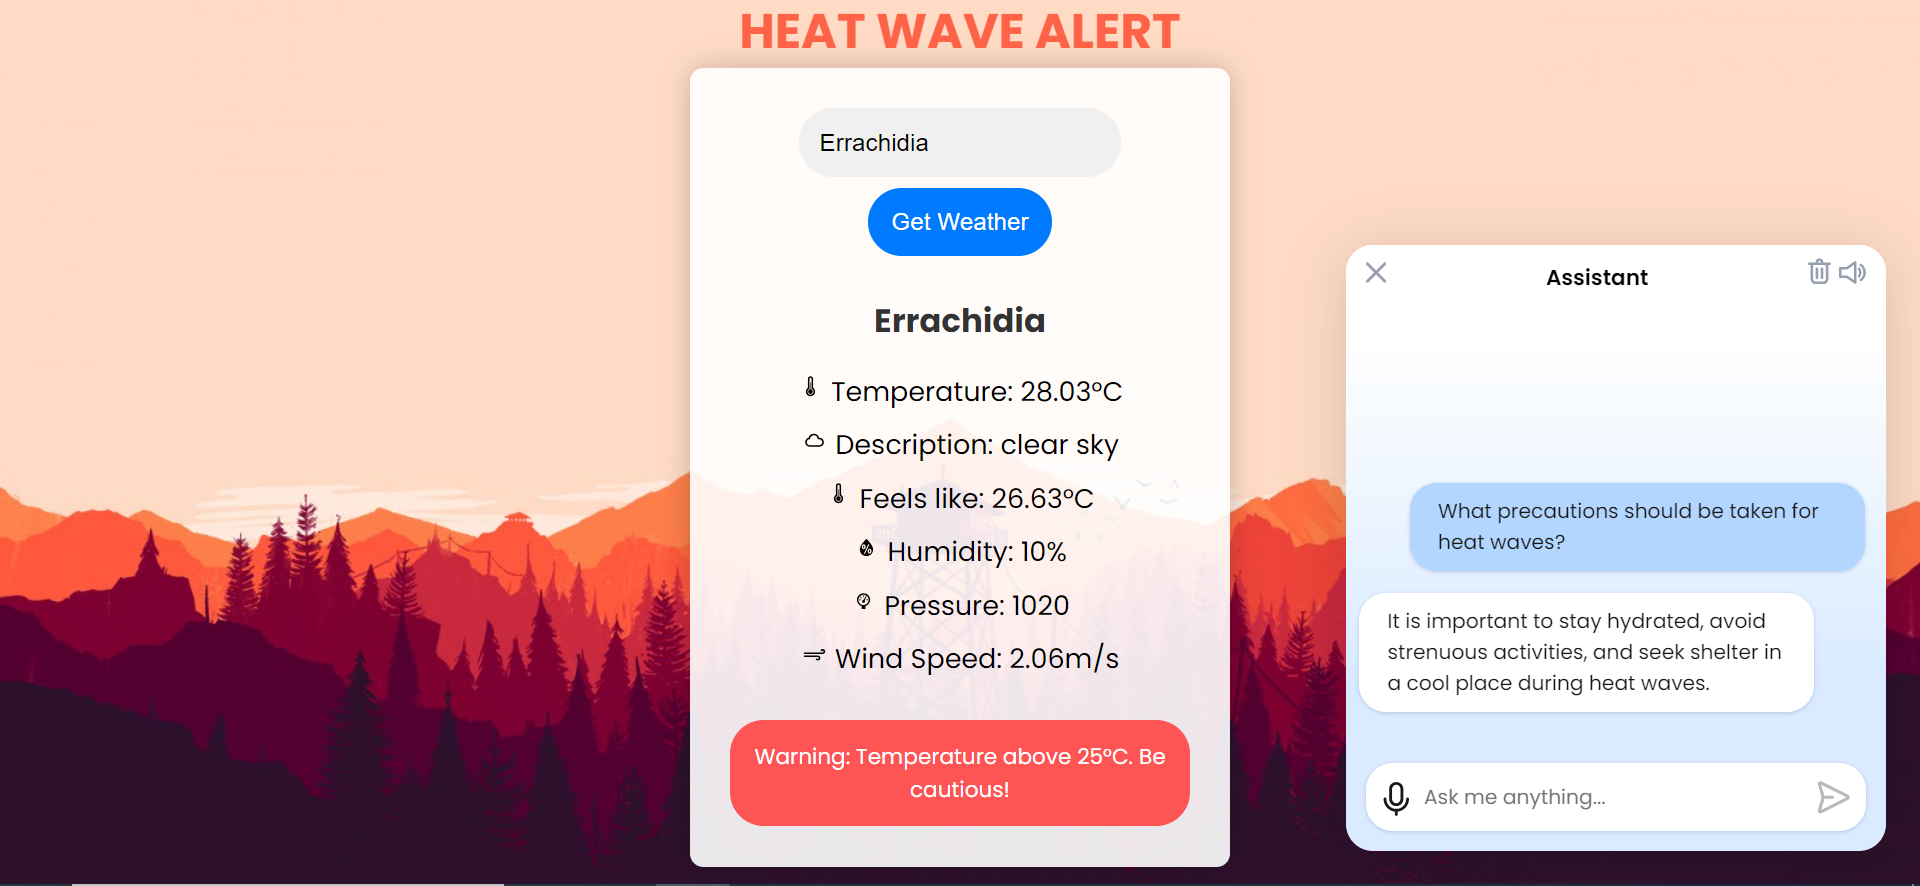 HEAT WAVE ALERT
Errachidia
Get Weather
Errachidia
Temperature: 28.03°C
Description: clear sky
Feels like: 26.63°C
Humidity: 10%
Pressure: 1020
Wind Speed: 2.06m/s
Warning: Temperature above 25°C. Be
cautious!
Assistant
What precautions should be taken for
heat waves?
It is important to stay hydrated, avoid
strenuous activities, and seek shelter in
a cool place during heat waves.
Ask me anything...